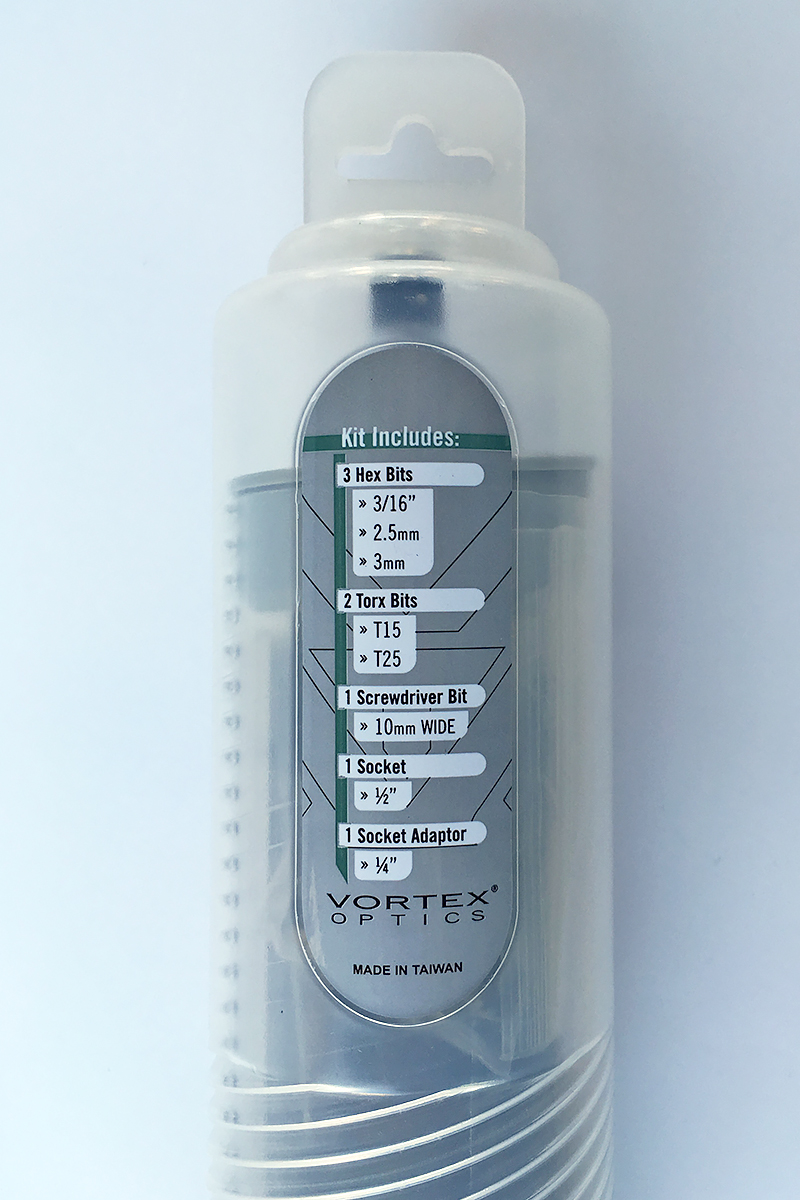 Kit Includes:
3 Hex Bits
» 3/16”
» 2.5mm
» 3mm
2 Torx Bits
» T15
» T25
1 Screwdriver Bit
» 10mm WIDE
1 Socket
» ½”
1 Socket Adaptor
» ¼”
VORTEX®
OPTICS
MADE IN TAIWAN